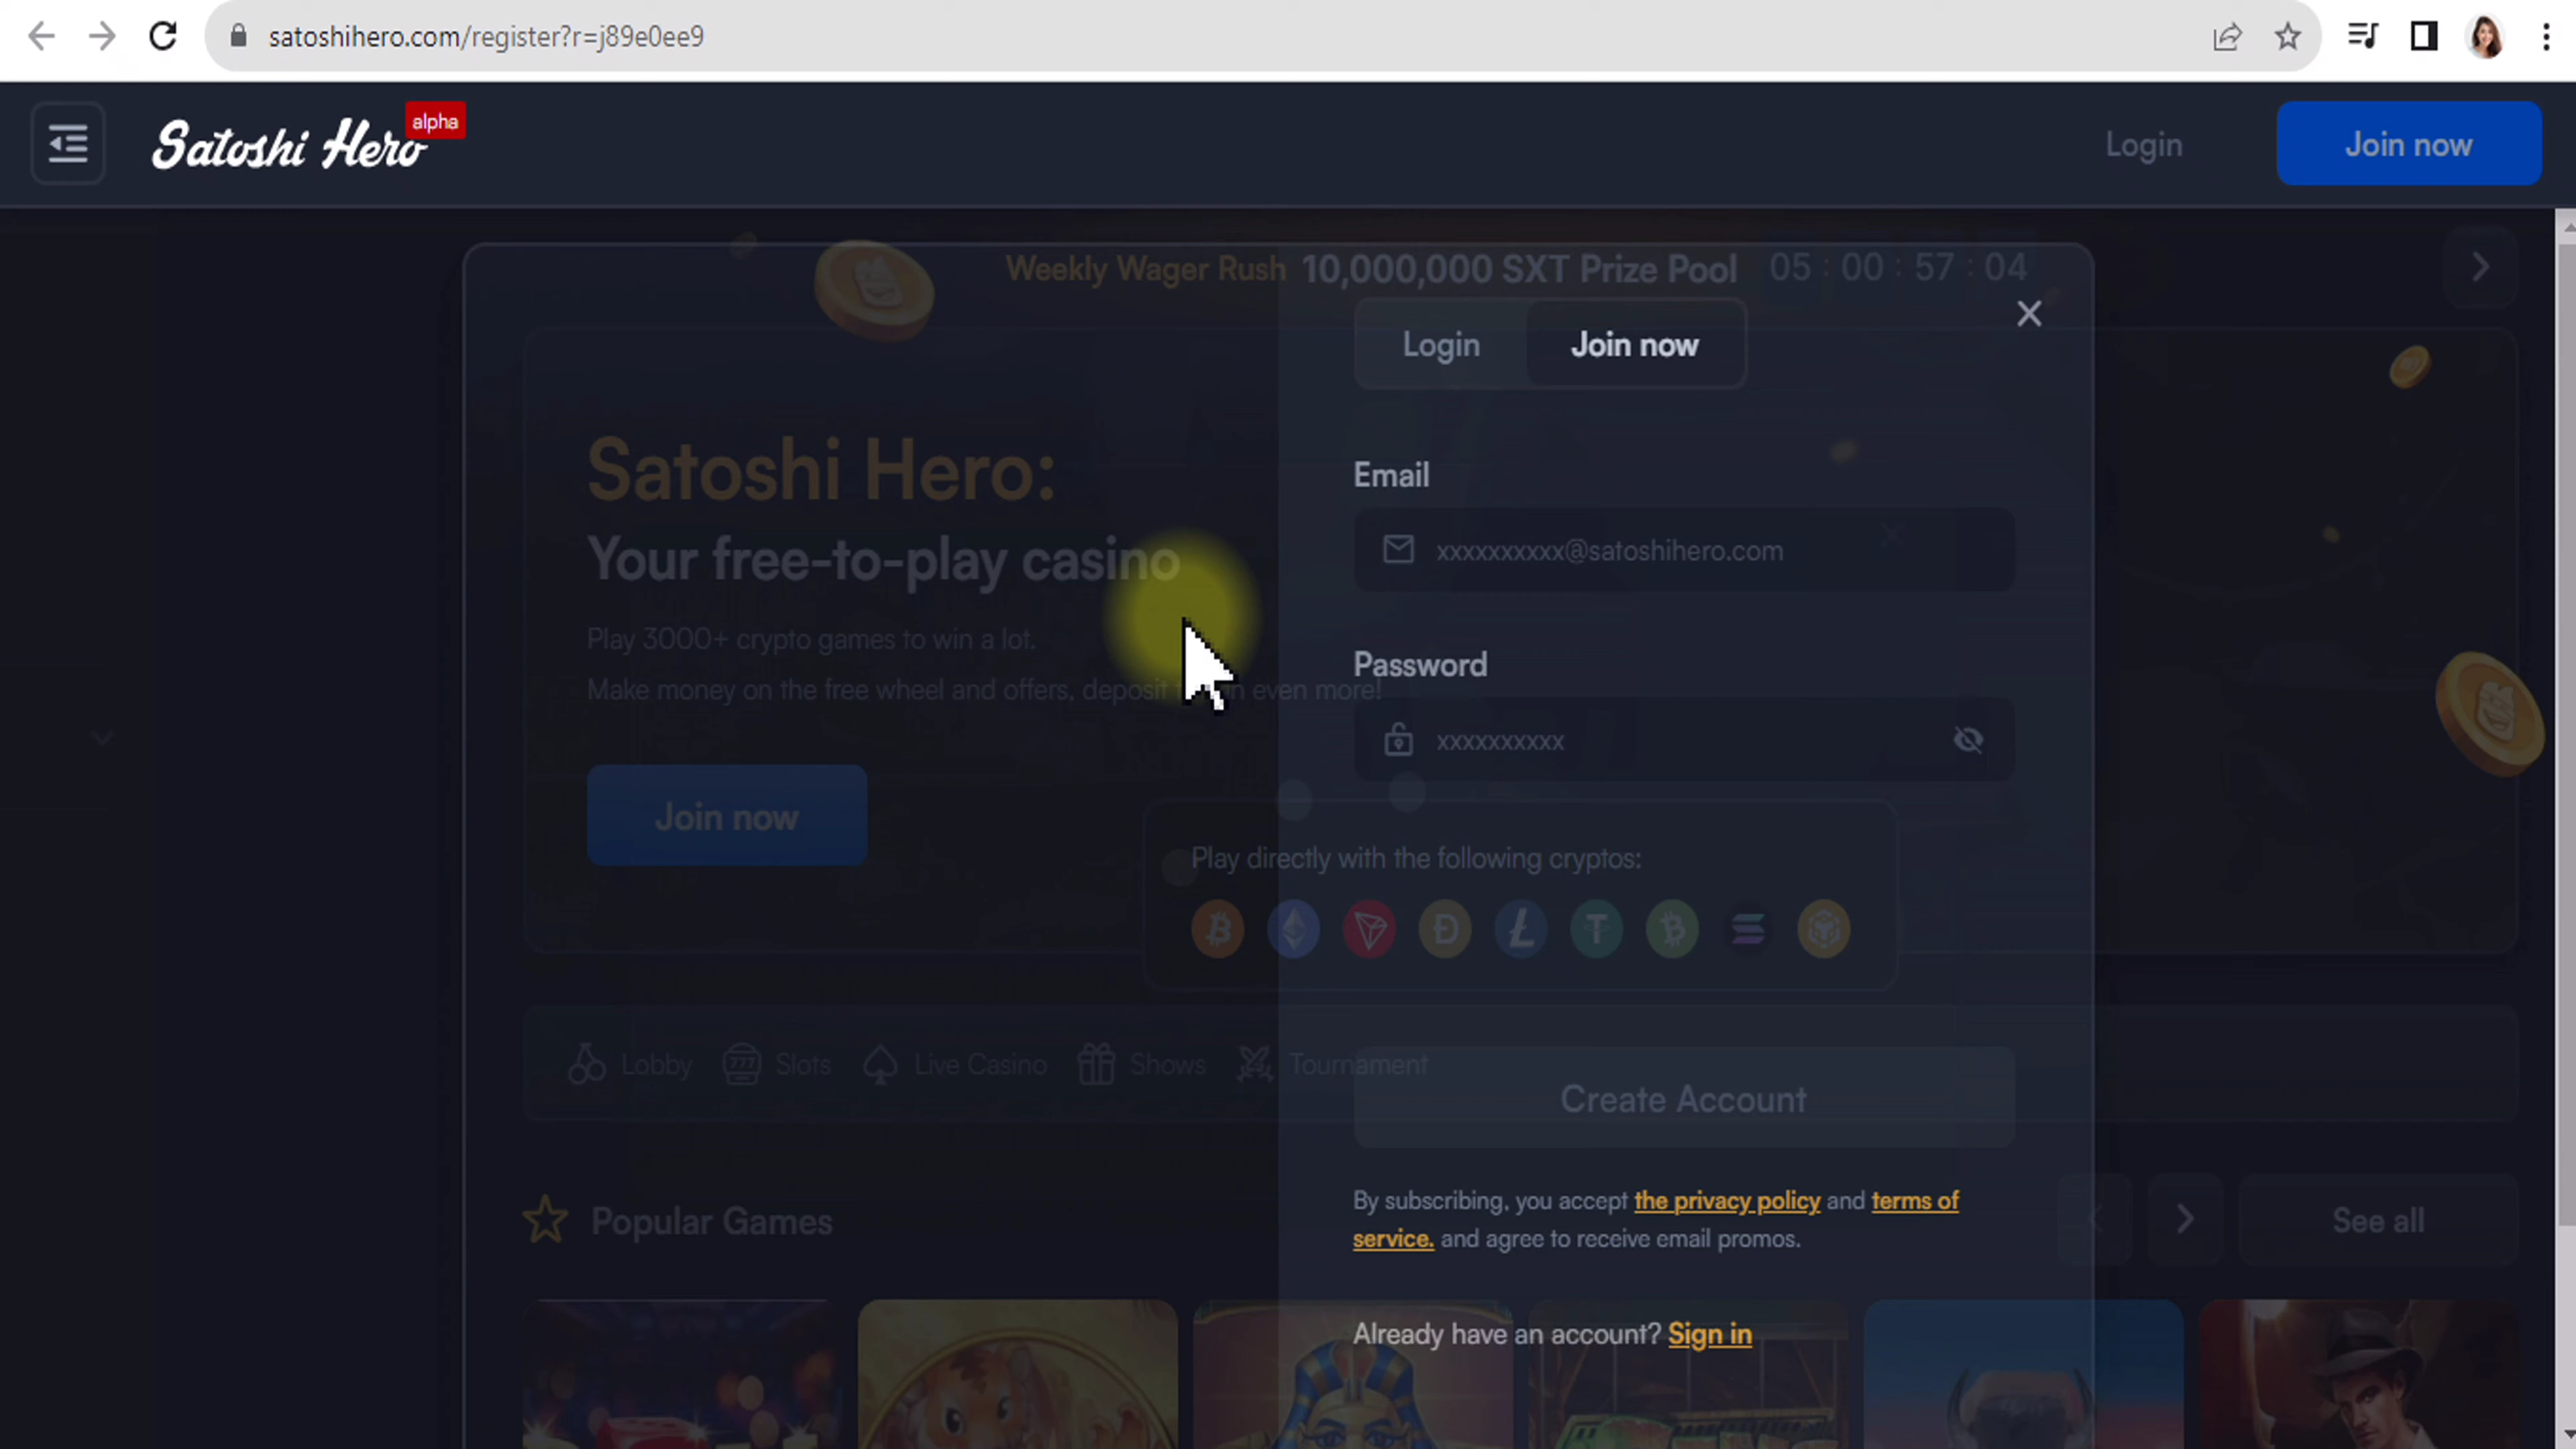 satoshihero.com/register?r=j89e0ee9
Satoshi Hero
alpha
Login
Join now
Weekly Wager Rush 10,000,000 SXT Prize Pool 05 : 00 : 57 : 04
Login
Join now
Satoshi Hero:
Your free-to-play casino
Play 3000+ crypto games to win a lot.
Make money on the free wheel and offers, deposit even more!
Join now
Email
xxxxxxxxxx@satoshihero.com
Password
xxxxxxxxxx
Play directly with the following cryptos:
Lobby
777
Slots
Live Casino
Shows
Tournament
Create Account
By subscribing, you accept the privacy policy and terms of
service. and agree to receive email promos.
Popular Games
See all
Already have an account? Sign in